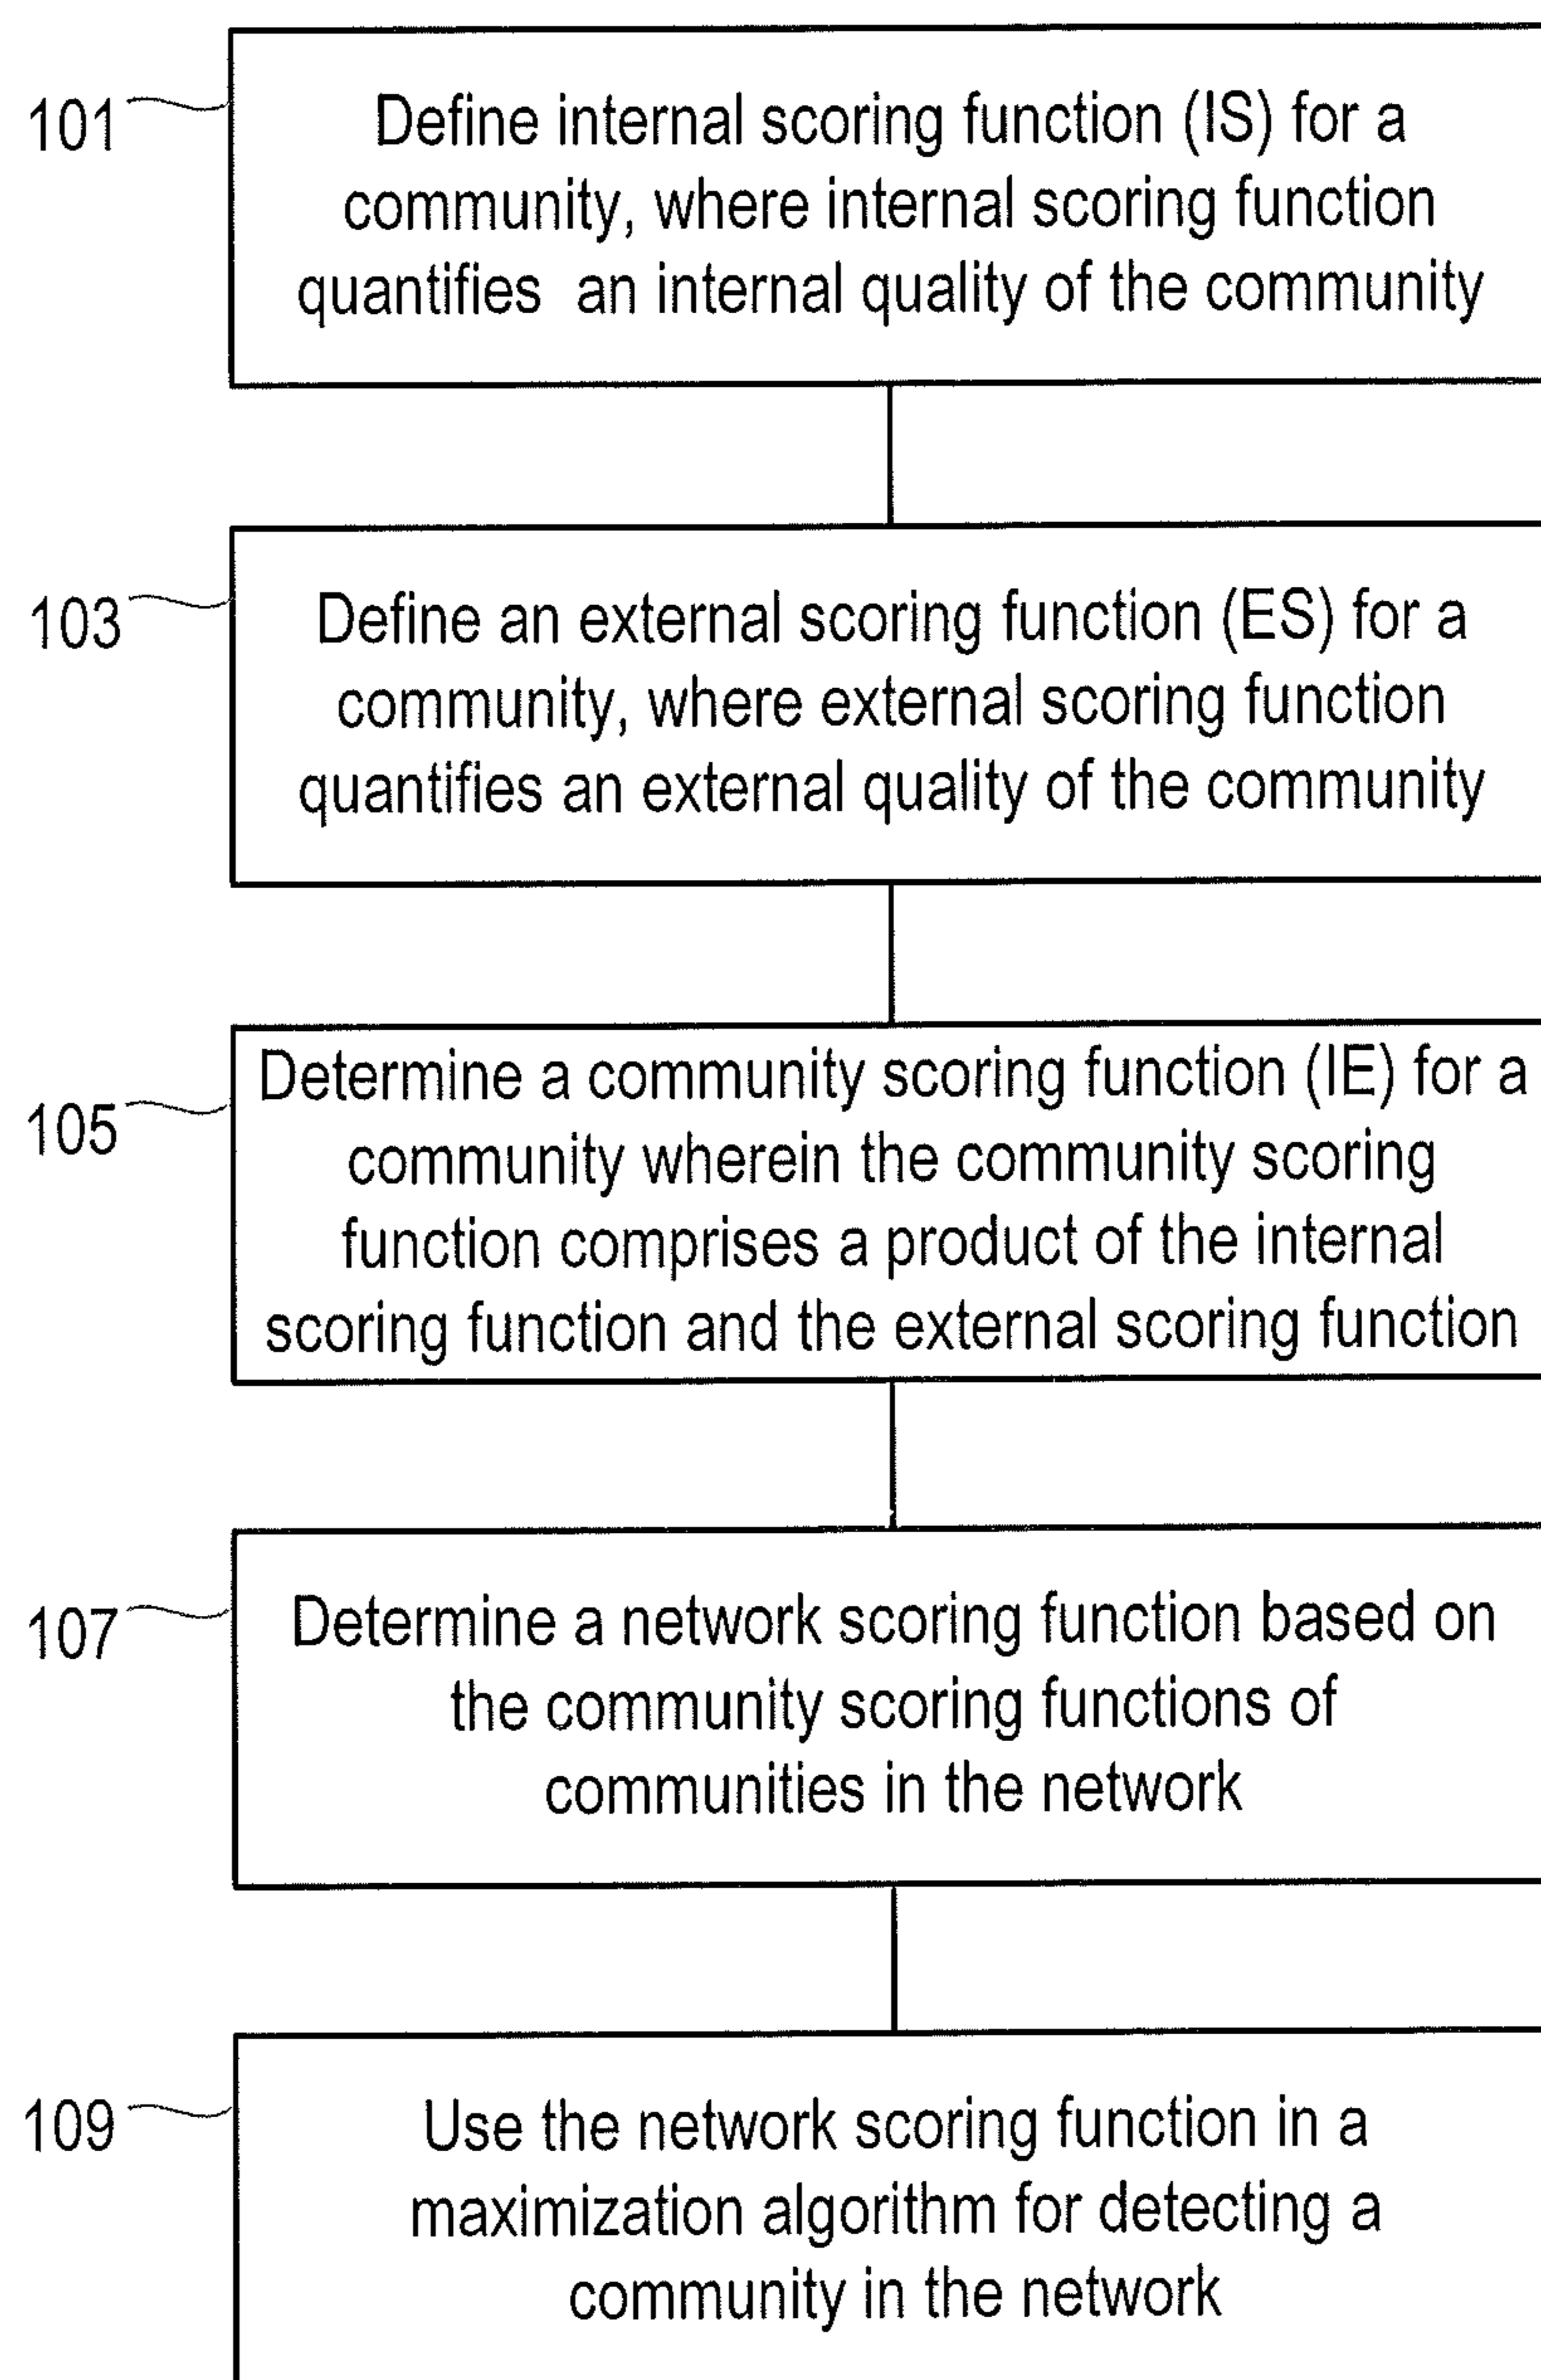 101
Define internal scoring function (IS) for a
community, where internal scoring function
quantifies an internal quality of the community
103
Define an external scoring function (ES) for a
community, where external scoring function
quantifies an external quality of the community
105
Determine a community scoring function (IE) for a
community wherein the community scoring
function comprises a product of the internal
scoring function and the external scoring function
107
Determine a network scoring function based on
the community scoring functions of
communities in the network
109
Use the network scoring function in a
maximization algorithm for detecting a
community in the network